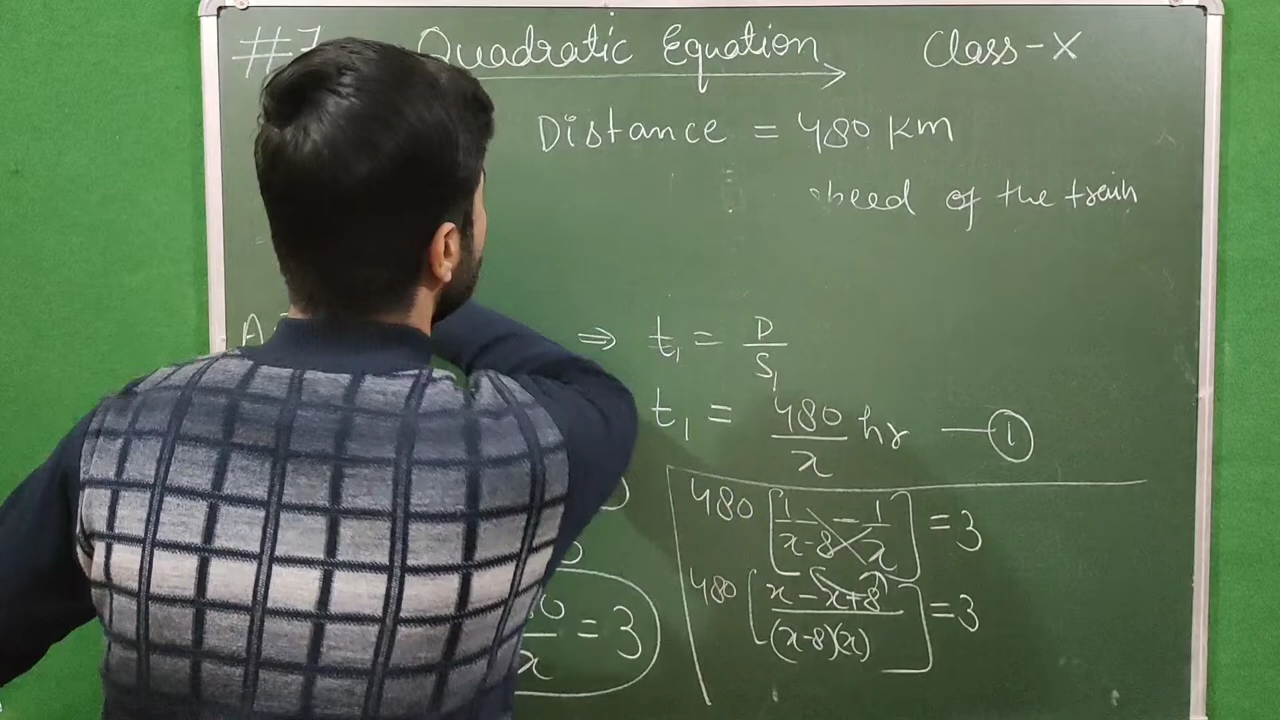 #7 Quadratic Equation Class-X
Distance = 480 Km
speed of the train
⇒ t₁ = D/S₁
t₁ = 480/x hr —①
480 [1/(x-8) - 1/x] = 3
480 [(x-x+8)/((x-8)(x))] = 3
/x = 3